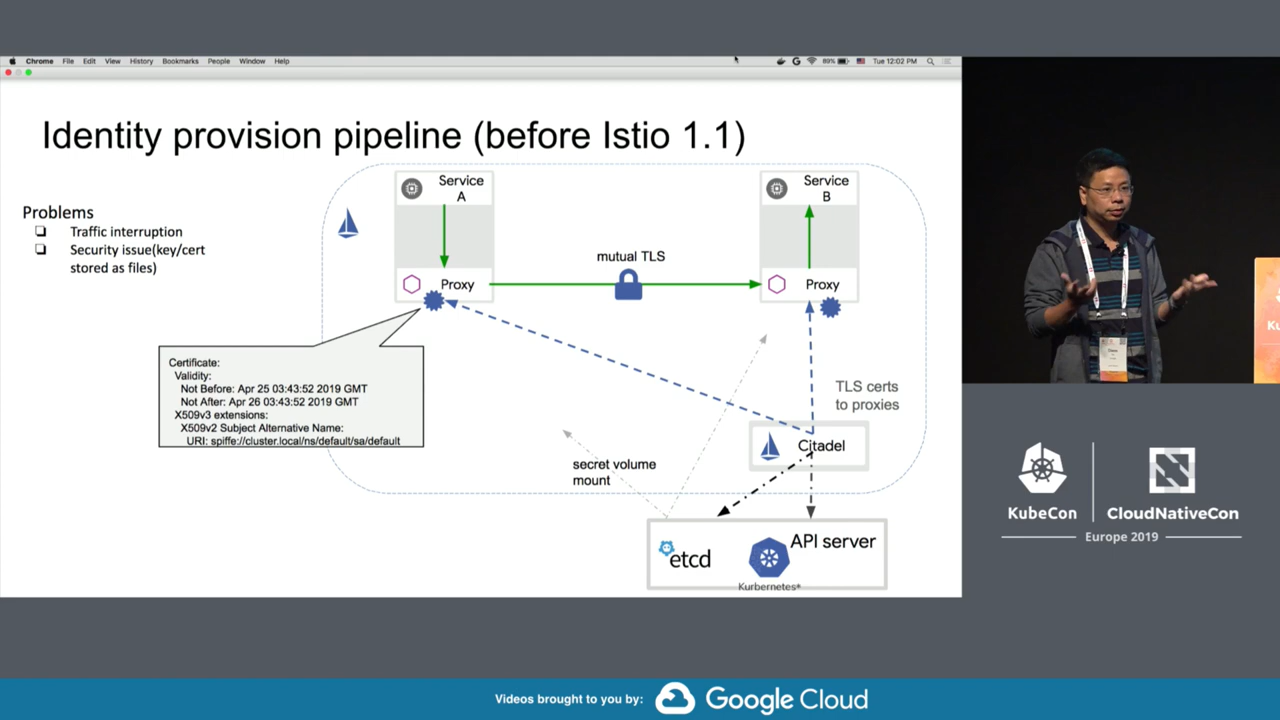 Chrome File Edit View History Bookmarks People Window Help
89% Tue 12:02 PM
Identity provision pipeline (before Istio 1.1)
Problems
Traffic interruption
Security issue(key/cert
stored as files)
Service
A
Proxy
mutual TLS
Service
B
Proxy
Certificate:
Validity:
Not Before: Apr 25 03:43:52 2019 GMT
Not After: Apr 26 03:43:52 2019 GMT
X509v3 extensions:
X509v2 Subject Alternative Name:
URI: spiffe://cluster.local/ns/default/sa/default
TLS certs
to proxies
Citadel
secret volume
mount
etcd
API server
Kurbernetes*
KubeCon
CloudNativeCon
Europe 2019
Videos brought to you by:
Google Cloud